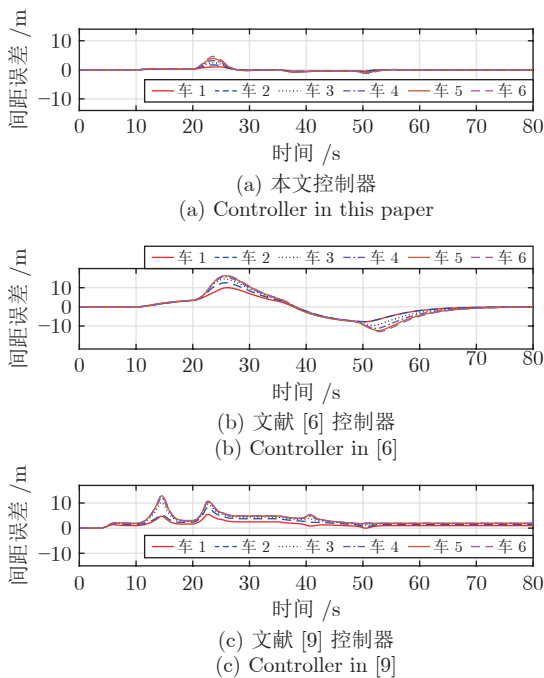 间距误差 /m
10
0
−10
车 1 车 2 车 3 车 4 车 5 车 6
0 10 20 30 40 50 60 70 80
时间 /s
(a) 本文控制器
(a) Controller in this paper
车 1 车 2 车 3 车 4 车 5 车 6
间距误差 /m
10
0
−10
0 10 20 30 40 50 60 70 80
时间 /s
(b) 文献 [6] 控制器
(b) Controller in [6]
间距误差 /m
10
0
−10
车 1 车 2 车 3 车 4 车 5 车 6
0 10 20 30 40 50 60 70 80
时间 /s
(c) 文献 [9] 控制器
(c) Controller in [9]